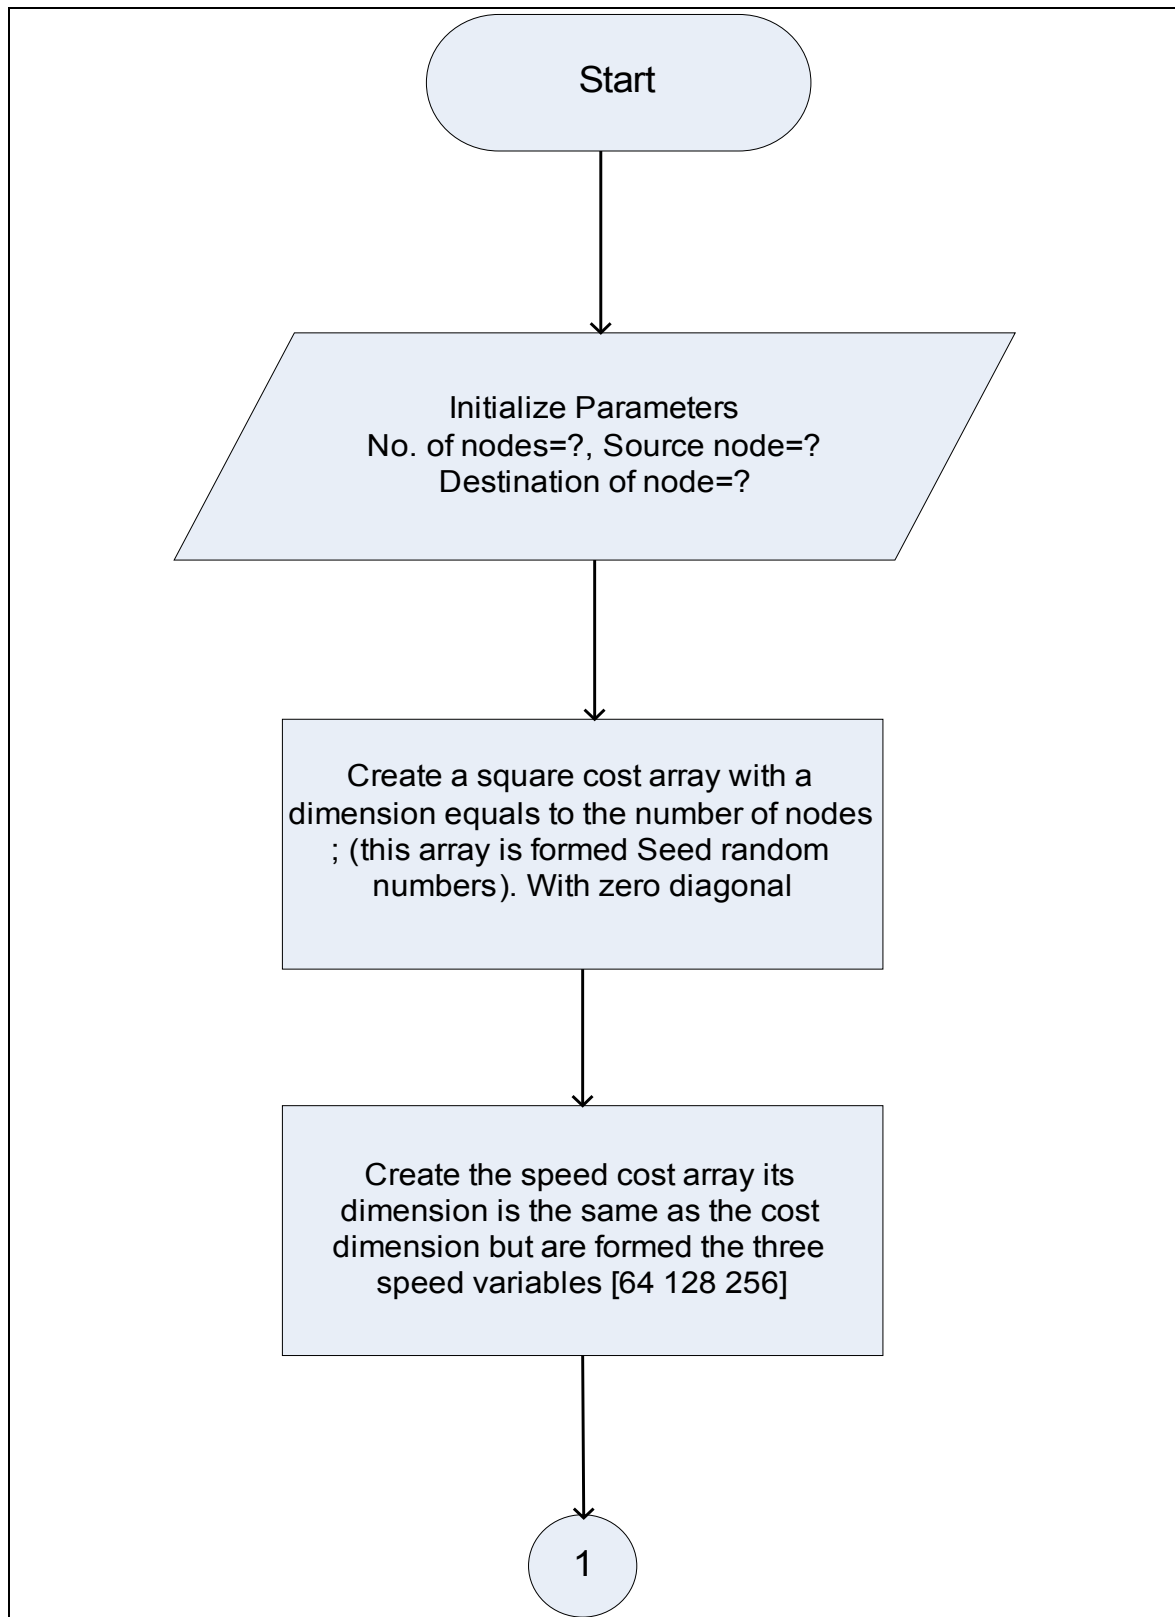 Start
Initialize Parameters
No. of nodes=?, Source node=?
Destination of node=?
Create a square cost array with a
dimension equals to the number of nodes
; (this array is formed Seed random
numbers). With zero diagonal
Create the speed cost array its
dimension is the same as the cost
dimension but are formed the three
speed variables [64 128 256]
1